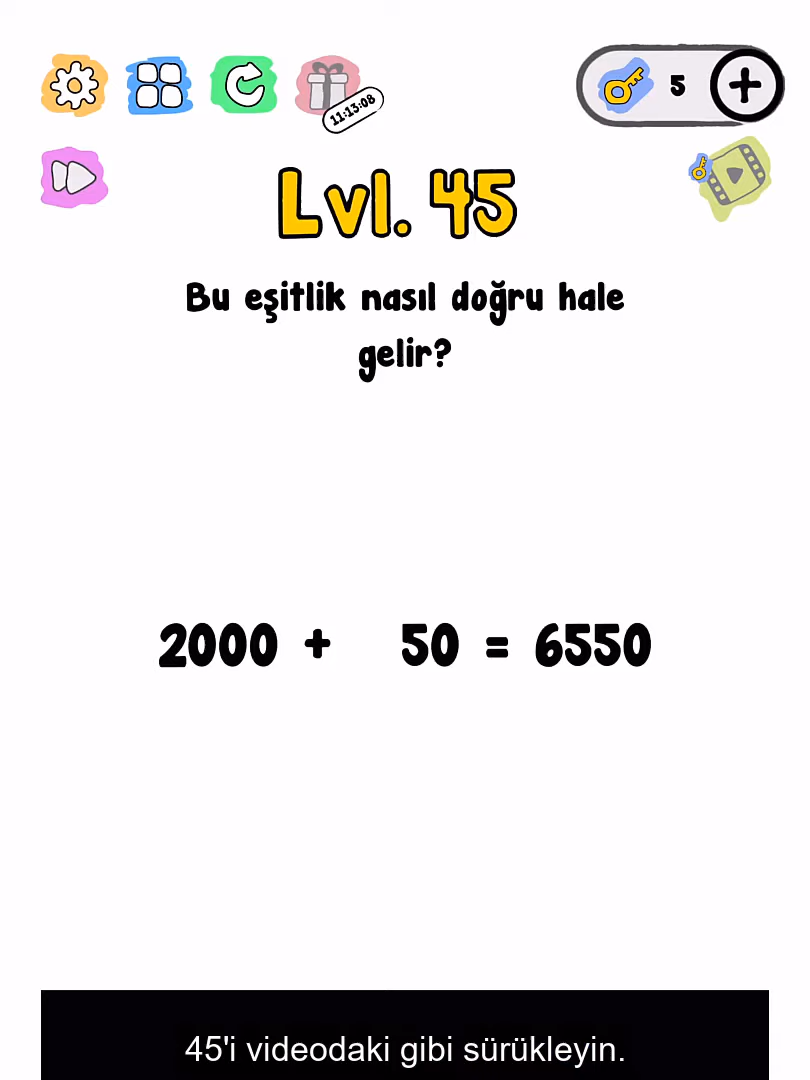 5
11:13:08
Lvl. 45
Bu eşitlik nasıl doğru hale
gelir?
2000 + 50 = 6550
45'i videodaki gibi sürükleyin.